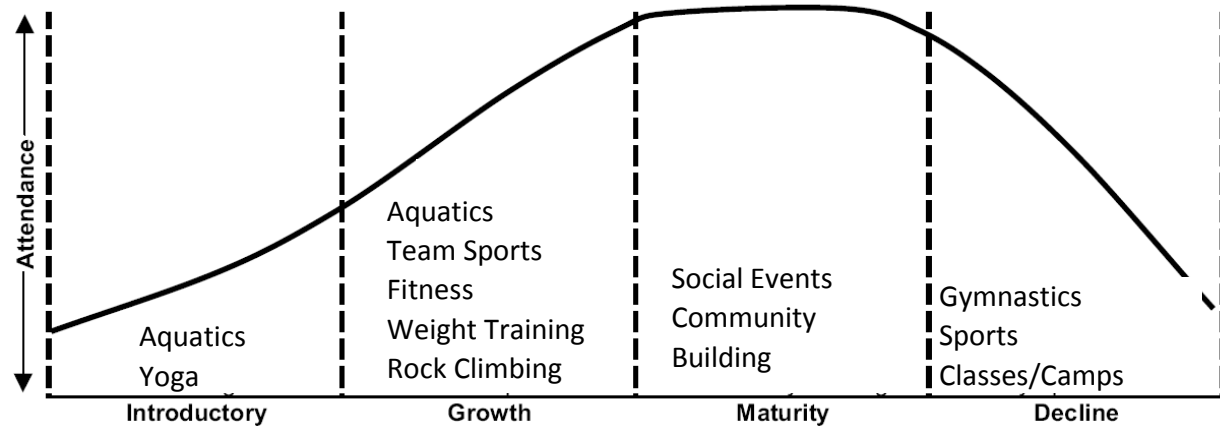 Attendance
Aquatics
Yoga
Aquatics
Team Sports
Fitness
Weight Training
Rock Climbing
Social Events
Community
Building
Gymnastics
Sports
Classes/Camps
Introductory
Growth
Maturity
Decline